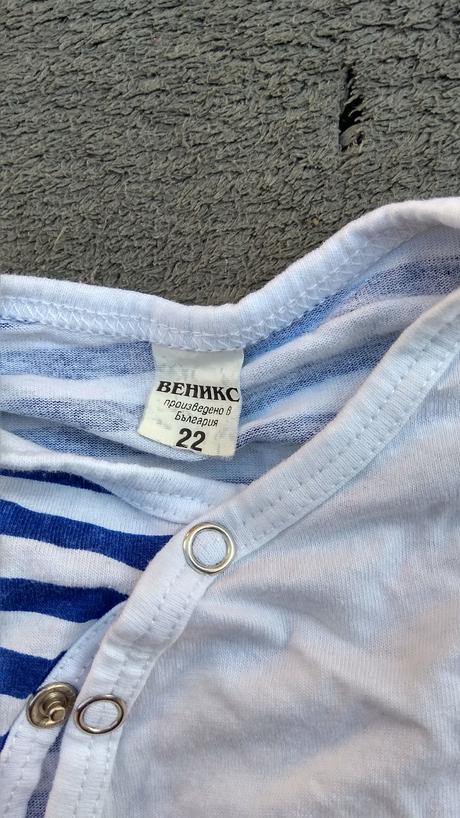 ВЕНИКС
произведено в
България
22